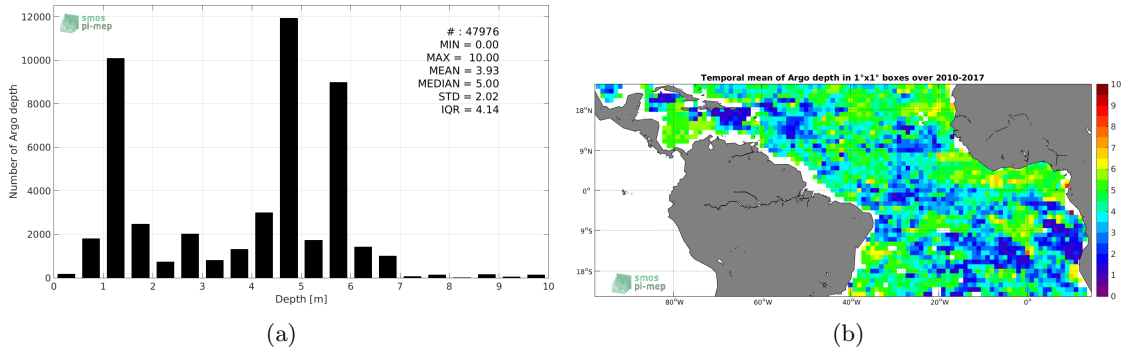 smos
pi-mep
# : 47976
MIN = 0.00
MAX = 10.00
MEAN = 3.93
MEDIAN = 5.00
STD = 2.02
IQR = 4.14
12000
10000
8000
6000
4000
2000
0
Number of Argo depth
0 1 2 3 4 5 6 7 8 9 10
Depth [m]
(a)
Temporal mean of Argo depth in 1°x1° boxes over 2010-2017
18°N
9°N
0°
9°S
18°S
80°W 60°W 40°W 20°W 0°
smos
pi-mep
10
9
8
7
6
5
4
3
2
1
0
(b)